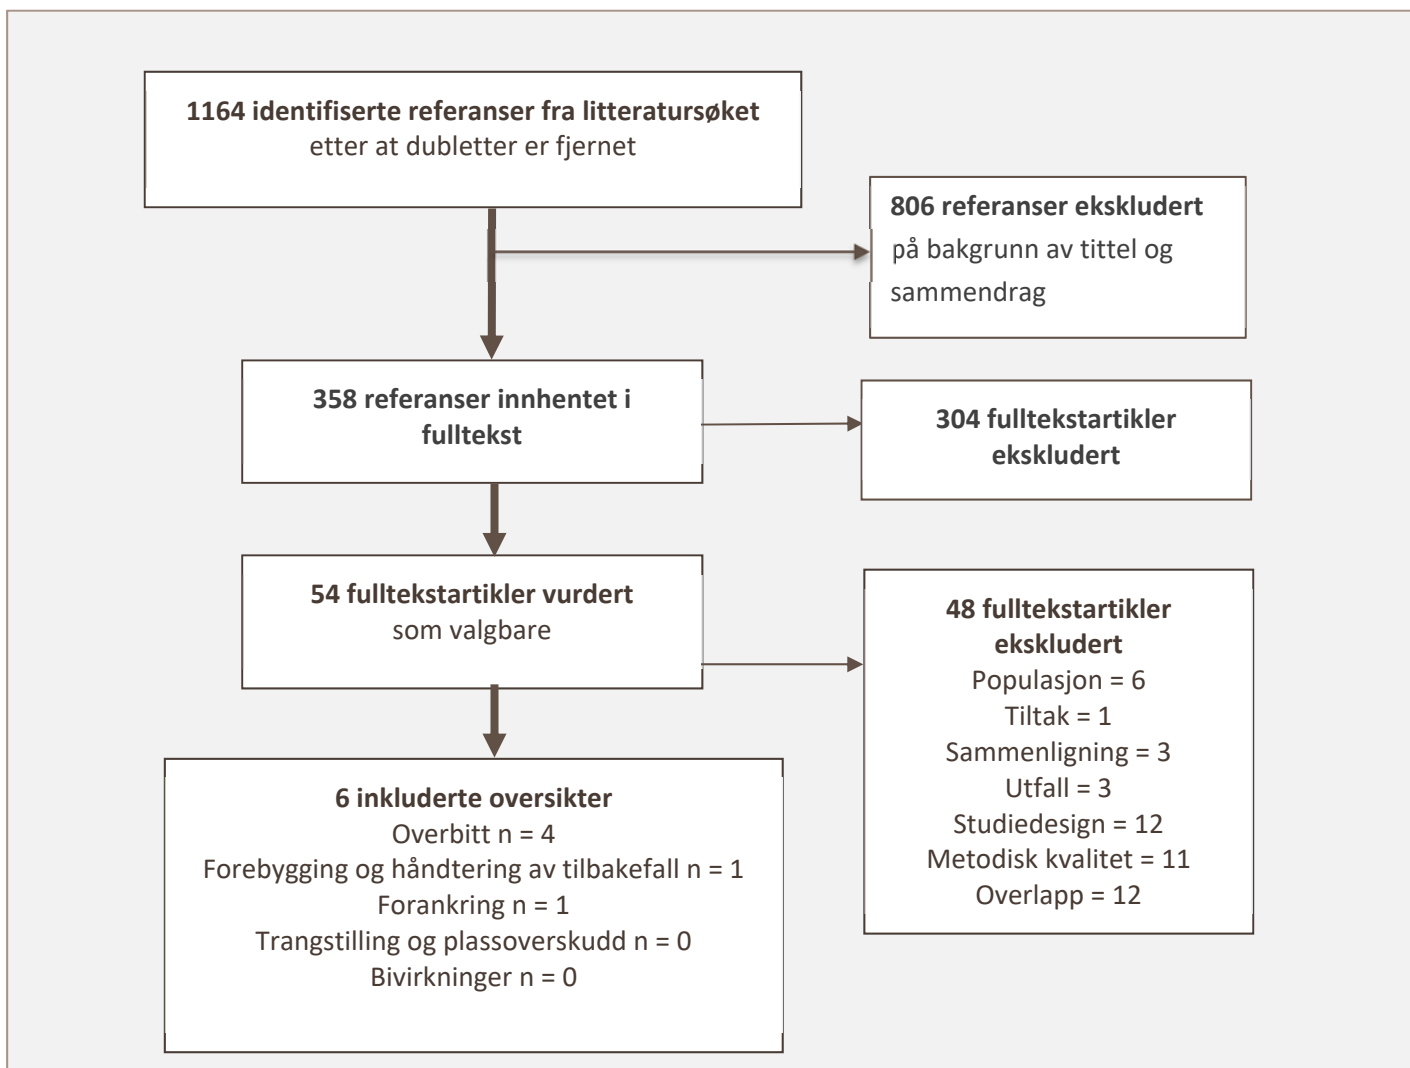 1164 identifiserte referanser fra litteratursøket
etter at dubletter er fjernet
806 referanser ekskludert
på bakgrunn av tittel og
sammendrag
358 referanser innhentet i
fulltekst
304 fulltekstartikler
ekskludert
54 fulltekstartikler vurdert
som valgbare
48 fulltekstartikler
ekskludert
Populasjon = 6
Tiltak = 1
Sammenligning = 3
Utfall = 3
Studiedesign = 12
Metodisk kvalitet = 11
Overlapp = 12
6 inkluderte oversikter
Overbitt n = 4
Forebygging og håndtering av tilbakefall n = 1
Forankring n = 1
Trangstilling og plassoverskudd n = 0
Bivirkninger n = 0